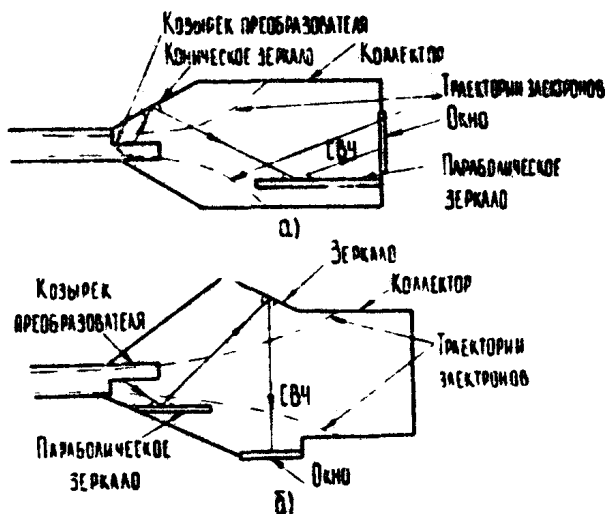 Козырек преобразователя
Коническое зеркало
Коллектор
Траектории электронов
Окно
СВЧ
Параболическое
зеркало
а)
Зеркало
Коллектор
Козырек
преобразователя
Траектории
электронов
СВЧ
Параболическое
зеркало
Окно
б)